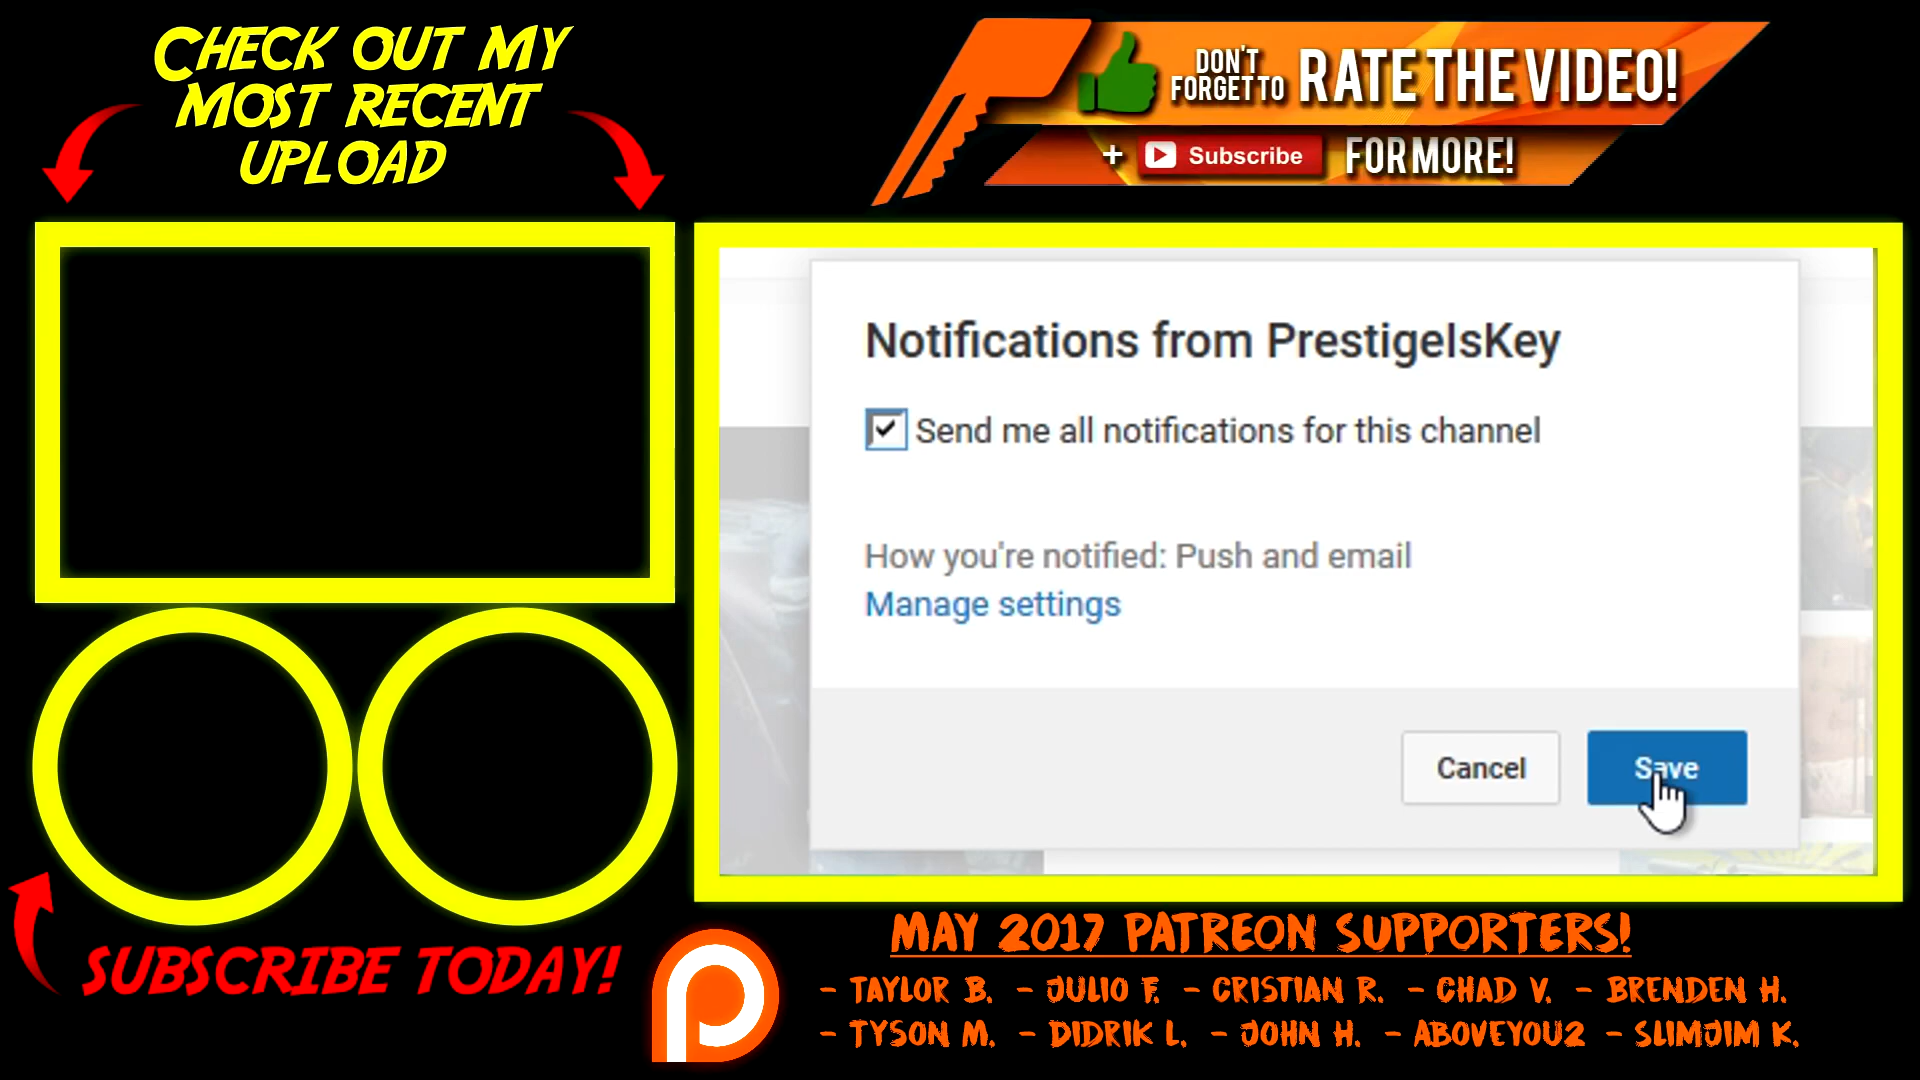 CHECK OUT MY
MOST RECENT
UPLOAD
DON'T
FORGET TO
RATE THE VIDEO!
+ Subscribe FOR MORE!
Notifications from PrestigeIsKey
Send me all notifications for this channel
How you're notified: Push and email
Manage settings
Cancel
Save
SUBSCRIBE TODAY!
MAY 2017 PATREON SUPPORTERS!
- TAYLOR B. - JULIO F. - CRISTIAN R. - CHAD V. - BRENDEN H.
- TYSON M. - DIDRIK L. - JOHN H. - ABOVEYOU2 - SLIMJIM K.